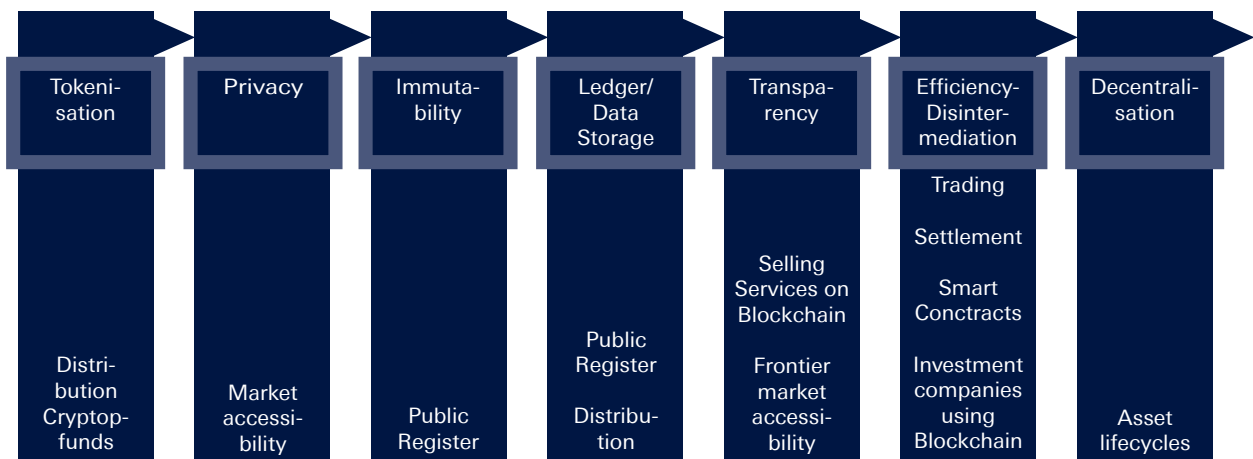 Tokeni-
sation
Privacy
Immuta-
bility
Ledger/
Data
Storage
Transpa-
rency
Efficiency-
Disinter-
mediation
Decentrali-
sation
Distri-
bution
Cryptop-
funds
Market
accessi-
bility
Public
Register
Public
Register
Distribu-
tion
Selling
Services on
Blockchain
Frontier
market
accessi-
bility
Trading
Settlement
Smart
Conctracts
Investment
companies
using
Blockchain
Asset
lifecycles